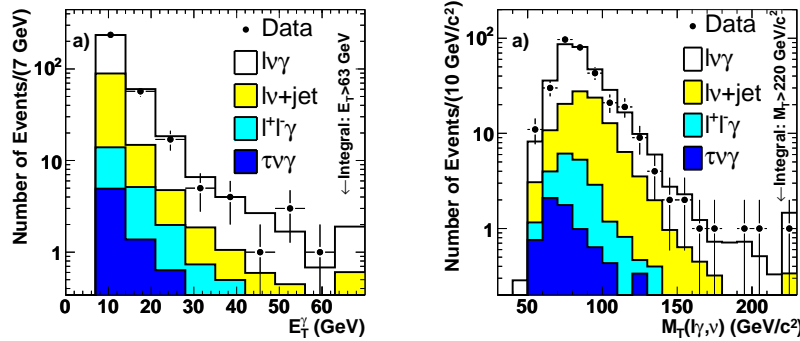 Number of Events/(7 GeV)
10²
10
1
a)
Data
lνγ
lν+jet
l⁺l⁻γ
τνγ
←Integral: E_T>63 GeV
0 10 20 30 40 50 60
E_T^γ (GeV)
Number of Events/(10 GeV/c²)
10²
10
1
a)
Data
lνγ
lν+jet
l⁺l⁻γ
τνγ
←Integral: M_T>220 GeV/c²
50 100 150 200
M_T(lγ,ν) (GeV/c²)